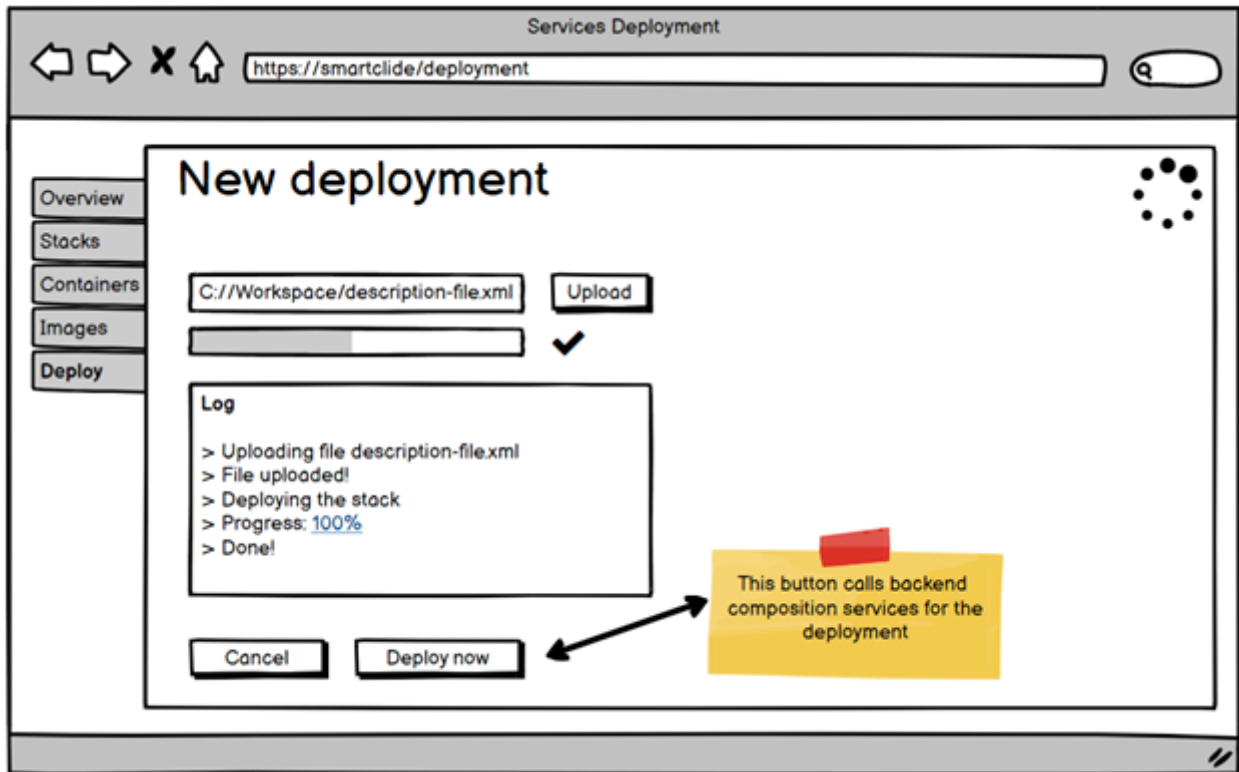 Services Deployment
https://smartclide/deployment
New deployment
Overview
Stacks
Containers
Images
Deploy
C://Workspace/description-file.xml
Upload
Log
> Uploading file description-file.xml
> File uploaded!
> Deploying the stack
> Progress: 100%
> Done!
This button calls backend
composition services for the
deployment
Cancel
Deploy now